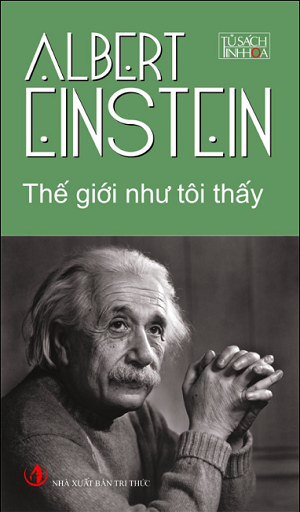 ALBERT
TỦ SÁCH
TINH HOA
EINSTEIN
Thế giới như tôi thấy
NHÀ XUẤT BẢN TRI THỨC